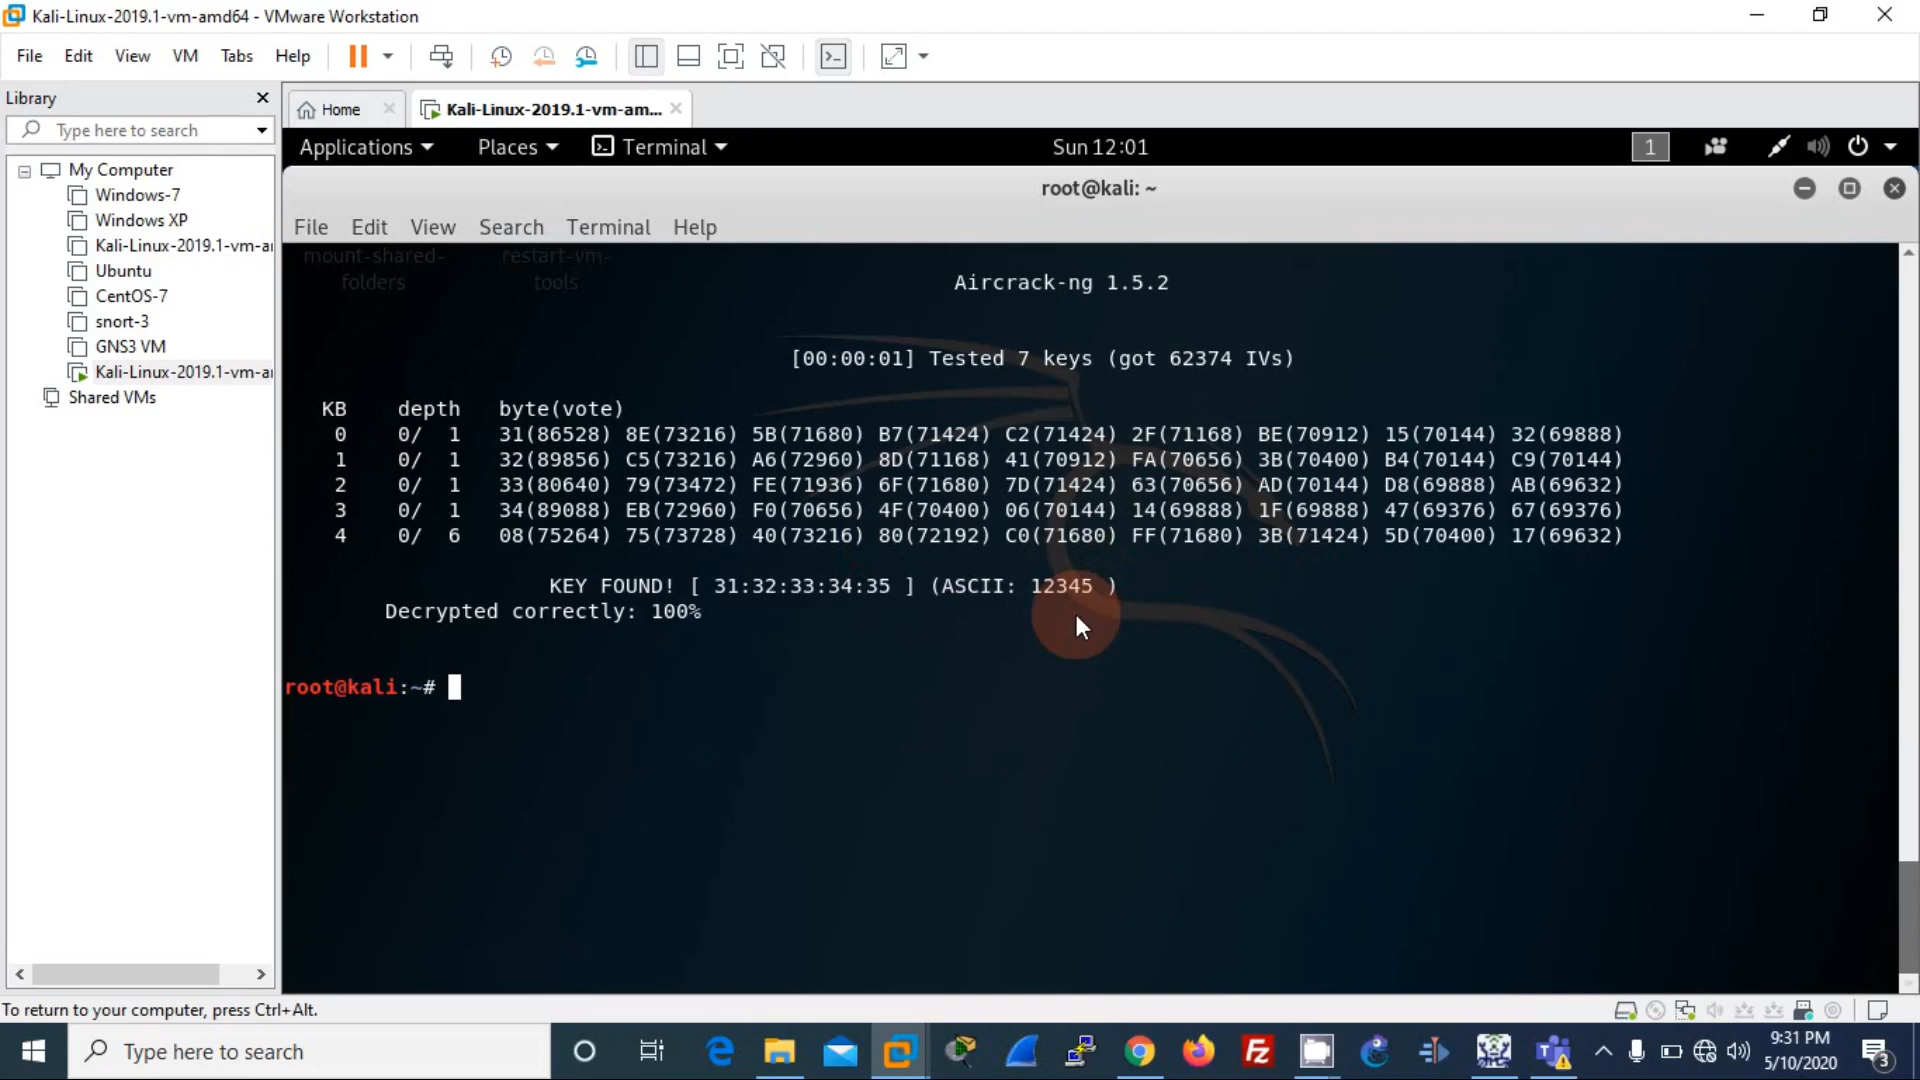 Kali-Linux-2019.1-vm-amd64 - VMware Workstation
File Edit View VM Tabs Help
Library
Home Kali-Linux-2019.1-vm-am...
Type here to search
My Computer
Windows-7
Windows XP
Kali-Linux-2019.1-vm-a
Ubuntu
CentOS-7
snort-3
GNS3 VM
Kali-Linux-2019.1-vm-a
Shared VMs
Applications Places Terminal Sun 12:01 1
root@kali: ~
File Edit View Search Terminal Help
mount-shared-folders
restart-vm-tools
Aircrack-ng 1.5.2
[00:00:01] Tested 7 keys (got 62374 IVs)
KB depth byte(vote)
0 0/ 1 31(86528) 8E(73216) 5B(71680) B7(71424) C2(71424) 2F(71168) BE(70912) 15(70144) 32(69888)
1 0/ 1 32(89856) C5(73216) A6(72960) 8D(71168) 41(70912) FA(70656) 3B(70400) B4(70144) C9(70144)
2 0/ 1 33(80640) 79(73472) FE(71936) 6F(71680) 7D(71424) 63(70656) AD(70144) D8(69888) AB(69632)
3 0/ 1 34(89088) EB(72960) F0(70656) 4F(70400) 06(70144) 14(69888) 1F(69888) 47(69376) 67(69376)
4 0/ 6 08(75264) 75(73728) 40(73216) 80(72192) C0(71680) FF(71680) 3B(71424) 5D(70400) 17(69632)
KEY FOUND! [ 31:32:33:34:35 ] (ASCII: 12345 )
Decrypted correctly: 100%
root@kali:~#
To return to your computer, press Ctrl+Alt.
Type here to search
9:31 PM
5/10/2020
3